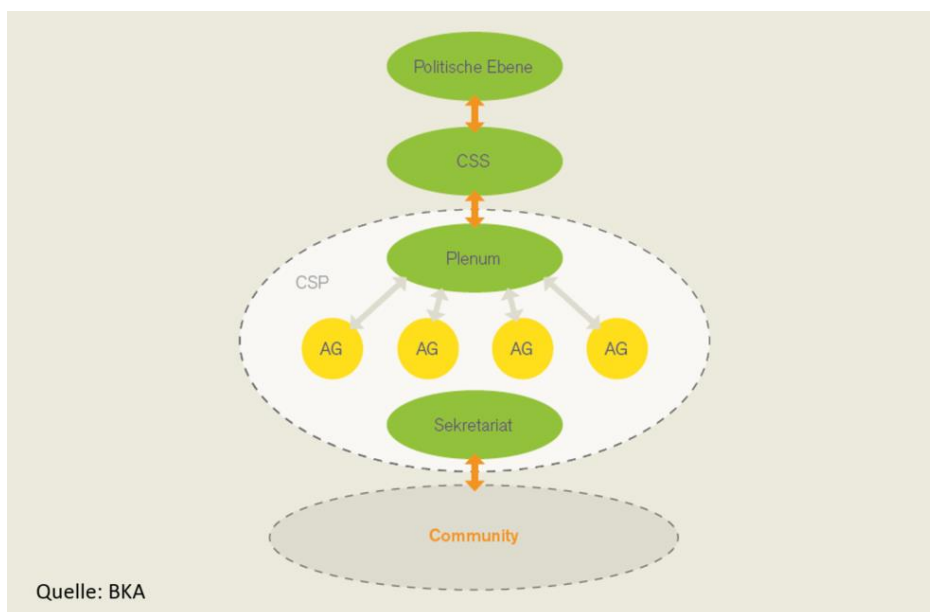 Politische Ebene
CSS
Plenum
CSP
AG AG AG AG
Sekretariat
Community
Quelle: BKA